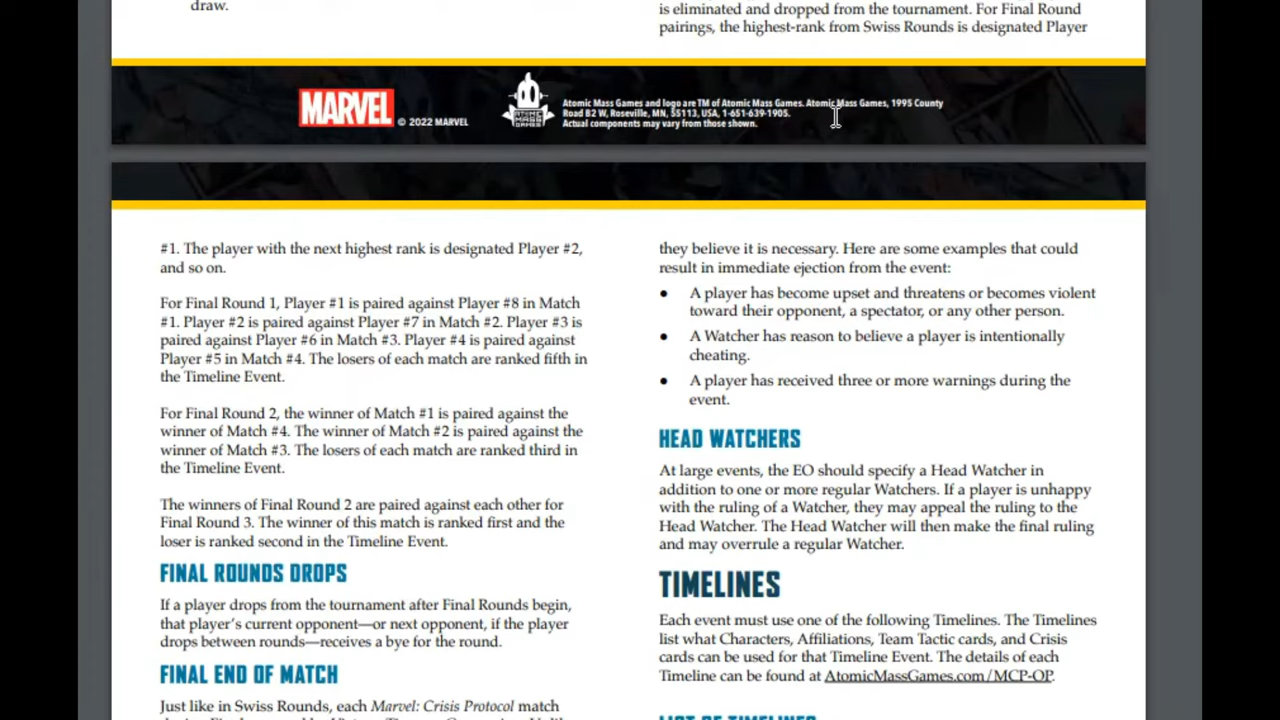 draw.
is eliminated and dropped from the tournament. For Final Round
pairings, the highest-rank from Swiss Rounds is designated Player
MARVEL
© 2022 MARVEL
ATOMIC
MASS
GAMES
Atomic Mass Games and logo are TM of Atomic Mass Games. Atomic Mass Games, 1995 County
Road B2 W, Roseville, MN, 55113, USA, 1-651-639-1905.
Actual components may vary from those shown.
#1. The player with the next highest rank is designated Player #2,
and so on.
For Final Round 1, Player #1 is paired against Player #8 in Match
#1. Player #2 is paired against Player #7 in Match #2. Player #3 is
paired against Player #6 in Match #3. Player #4 is paired against
Player #5 in Match #4. The losers of each match are ranked fifth in
the Timeline Event.
For Final Round 2, the winner of Match #1 is paired against the
winner of Match #4. The winner of Match #2 is paired against the
winner of Match #3. The losers of each match are ranked third in
the Timeline Event.
The winners of Final Round 2 are paired against each other for
Final Round 3. The winner of this match is ranked first and the
loser is ranked second in the Timeline Event.
FINAL ROUNDS DROPS
If a player drops from the tournament after Final Rounds begin,
that player's current opponent—or next opponent, if the player
drops between rounds—receives a bye for the round.
FINAL END OF MATCH
Just like in Swiss Rounds, each Marvel: Crisis Protocol match
they believe it is necessary. Here are some examples that could
result in immediate ejection from the event:
● A player has become upset and threatens or becomes violent
toward their opponent, a spectator, or any other person.
● A Watcher has reason to believe a player is intentionally
cheating.
● A player has received three or more warnings during the
event.
HEAD WATCHERS
At large events, the EO should specify a Head Watcher in
addition to one or more regular Watchers. If a player is unhappy
with the ruling of a Watcher, they may appeal the ruling to the
Head Watcher. The Head Watcher will then make the final ruling
and may overrule a regular Watcher.
TIMELINES
Each event must use one of the following Timelines. The Timelines
list what Characters, Affiliations, Team Tactic cards, and Crisis
cards can be used for that Timeline Event. The details of each
Timeline can be found at AtomicMassGames.com/MCP-OP.
LIST OF TIMELINES